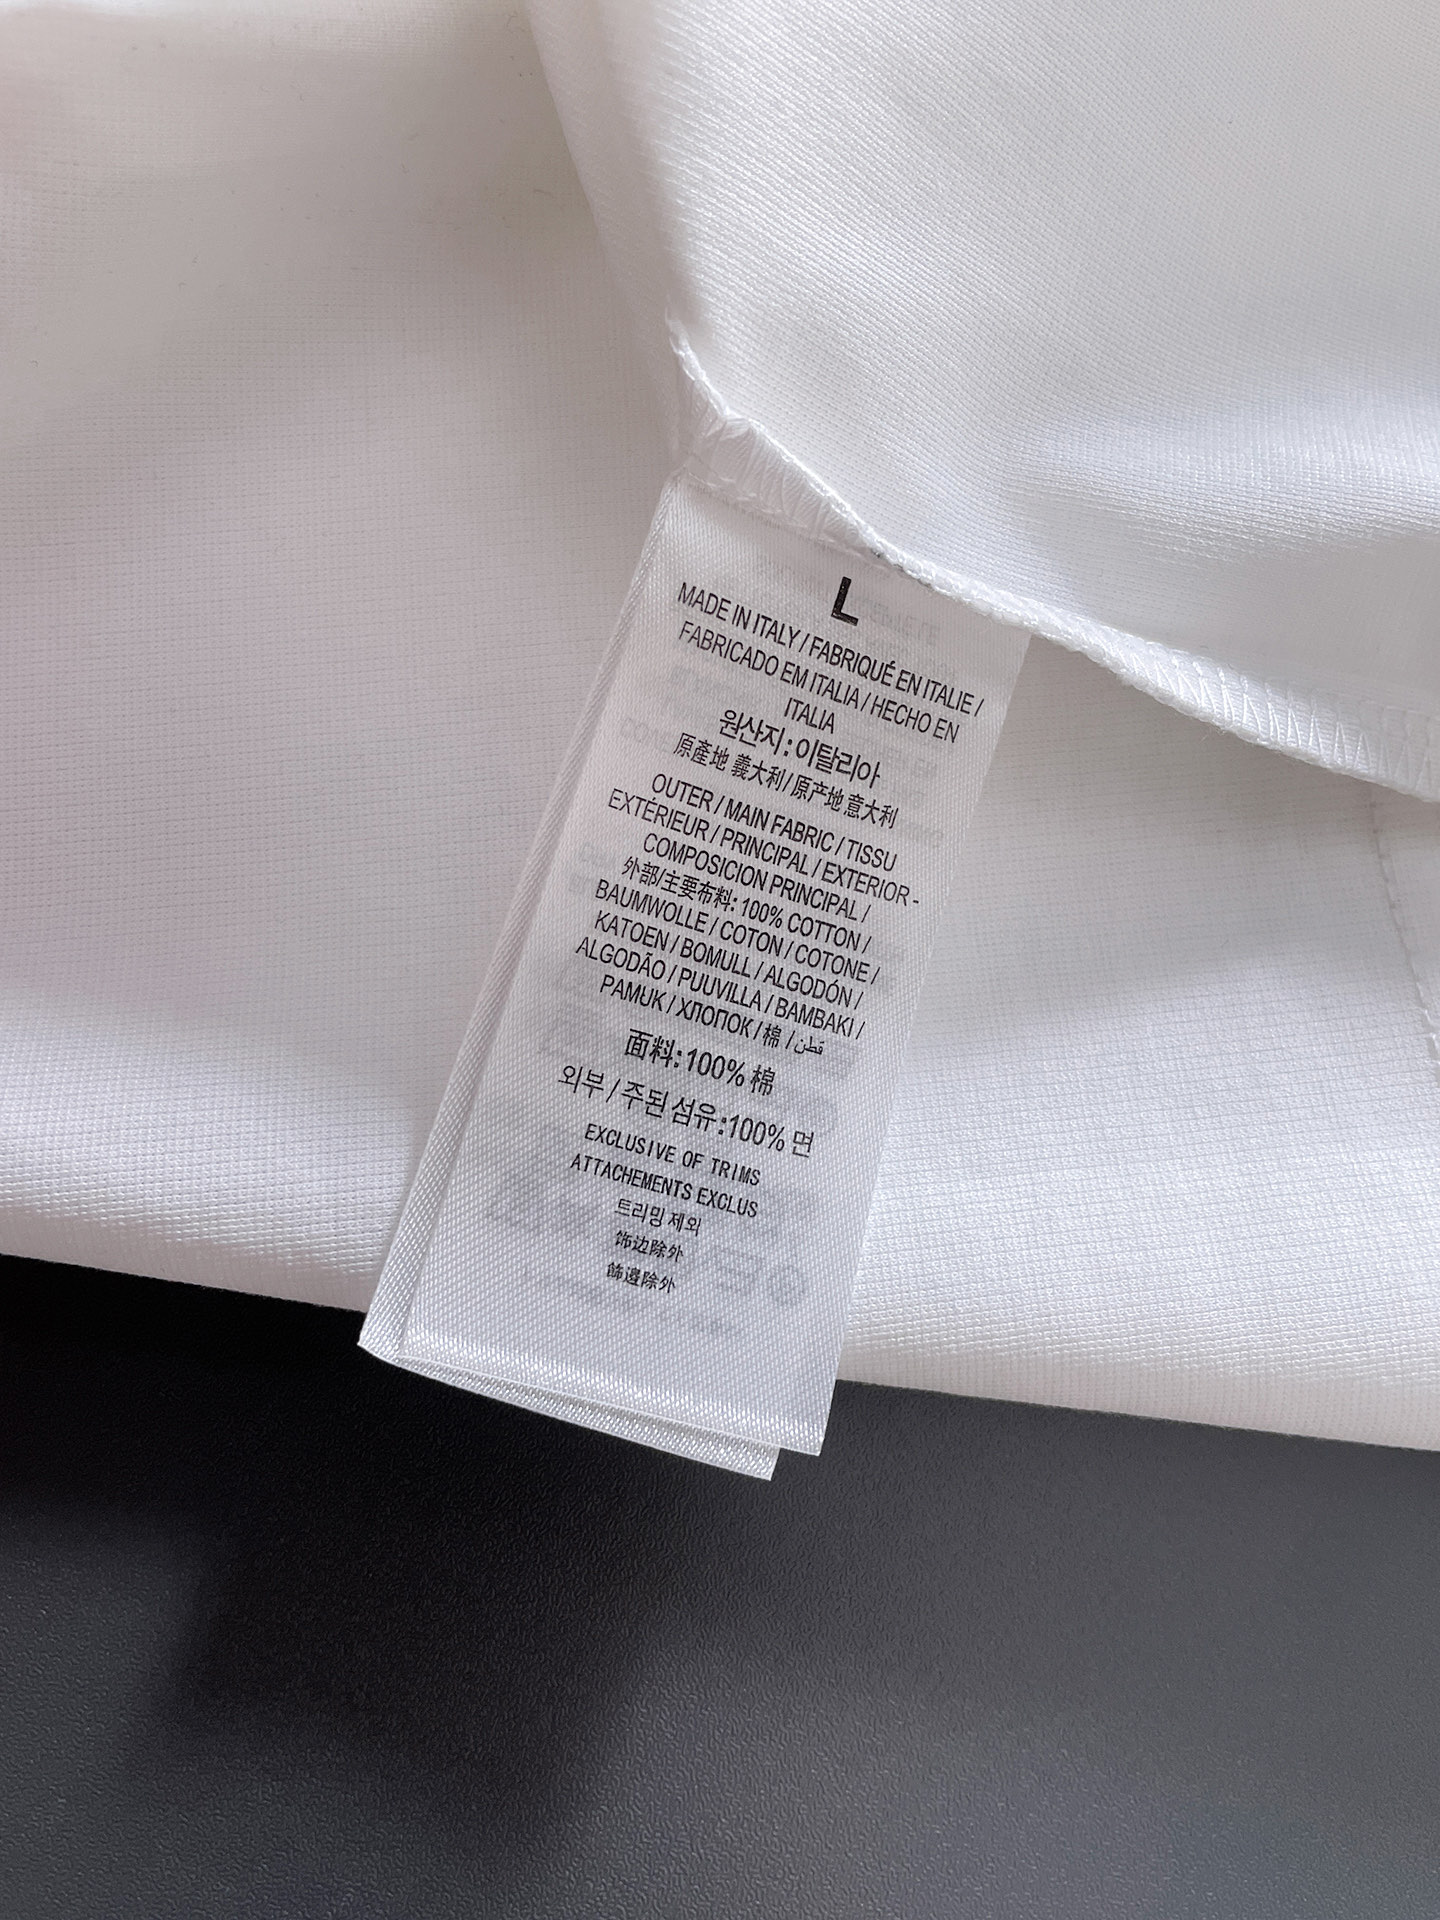 L
MADE IN ITALY / FABRIQUÉ EN ITALIE /
FABRICADO EM ITALIA / HECHO EN
ITALIA
원산지 : 이탈리아
原產地 義大利/ 原产地 意大利
OUTER / MAIN FABRIC / TISSU
EXTÉRIEUR / PRINCIPAL / EXTERIOR -
COMPOSICION PRINCIPAL /
外部/主要布料: 100% COTTON /
BAUMWOLLE / COTON / COTONE /
KATOEN / BOMULL / ALGODÓN /
ALGODÃO / PUUVILLA / BAMBAKI /
PAMUK / ХЛОПОК / 棉 / قطن
面料: 100% 棉
외부 / 주된 섬유 :100% 면
EXCLUSIVE OF TRIMS
ATTACHEMENTS EXCLUS
트리밍 제외
饰边除外
飾邊除外